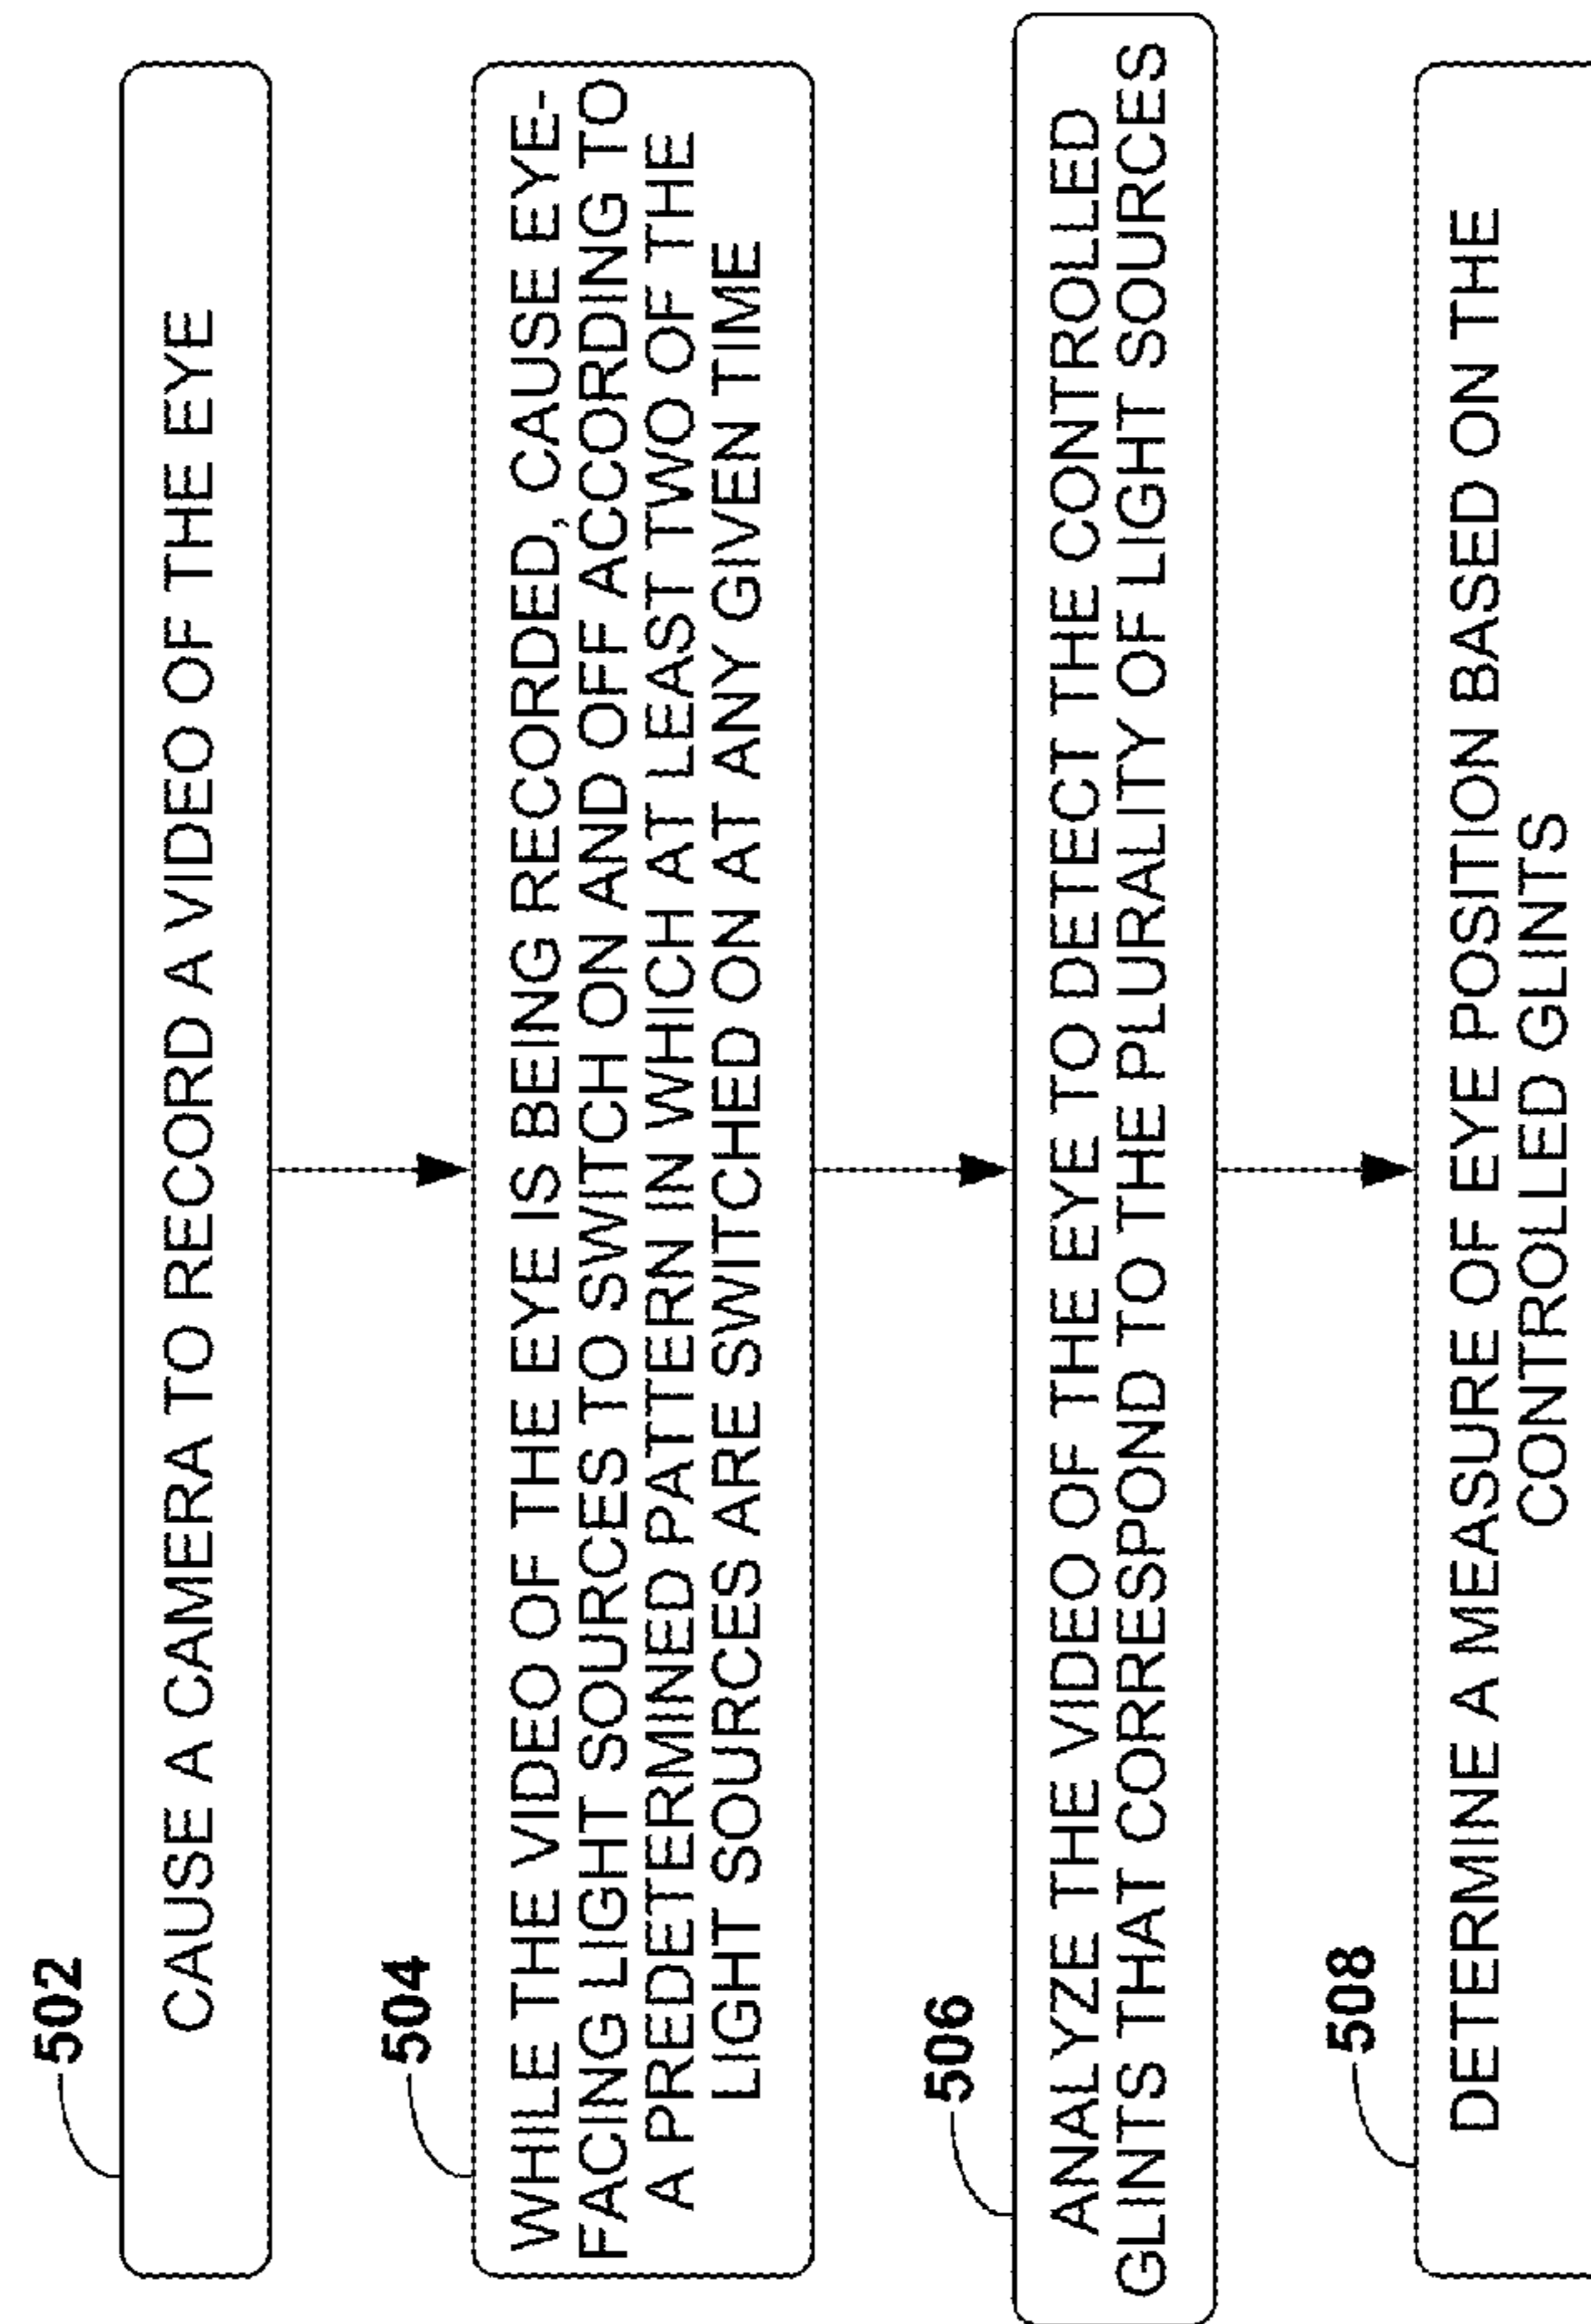 502
CAUSE A CAMERA TO RECORD A VIDEO OF THE EYE
504
WHILE THE VIDEO OF THE EYE IS BEING RECORDED, CAUSE EYE-
FACING LIGHT SOURCES TO SWITCH ON AND OFF ACCORDING TO
A PREDETERMINED PATTERN IN WHICH AT LEAST TWO OF THE
LIGHT SOURCES ARE SWITCHED ON AT ANY GIVEN TIME
506
ANALYZE THE VIDEO OF THE EYE TO DETECT THE CONTROLLED
GLINTS THAT CORRESPOND TO THE PLURALITY OF LIGHT SOURCES
508
DETERMINE A MEASURE OF EYE POSITION BASED ON THE
CONTROLLED GLINTS